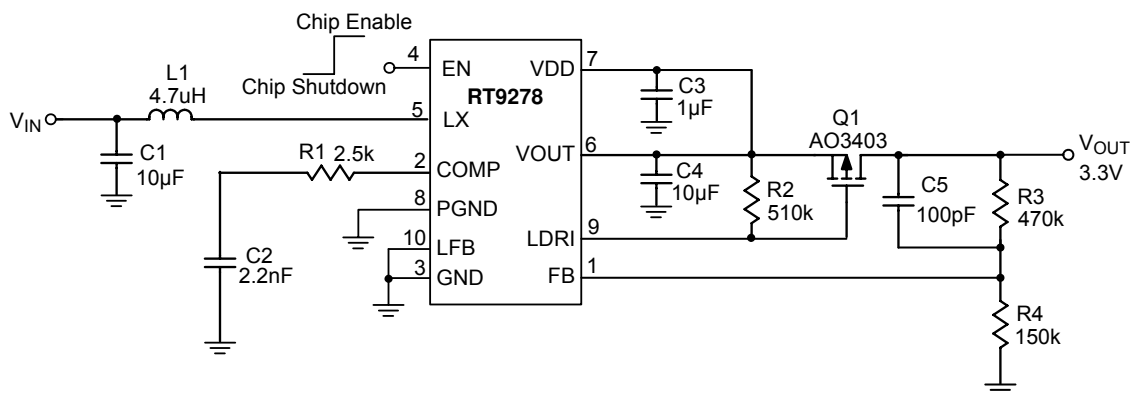 Chip Enable
Chip Shutdown
4
EN
VDD
7
RT9278
C3
1µF
L1
4.7uH
VIN
5
LX
C1
10µF
R1 2.5k
2
COMP
VOUT
6
C4
10µF
Q1
AO3403
VOUT
3.3V
R2
510k
C5
100pF
R3
470k
8
PGND
LDRI
9
10
LFB
3
GND
FB
1
C2
2.2nF
R4
150k